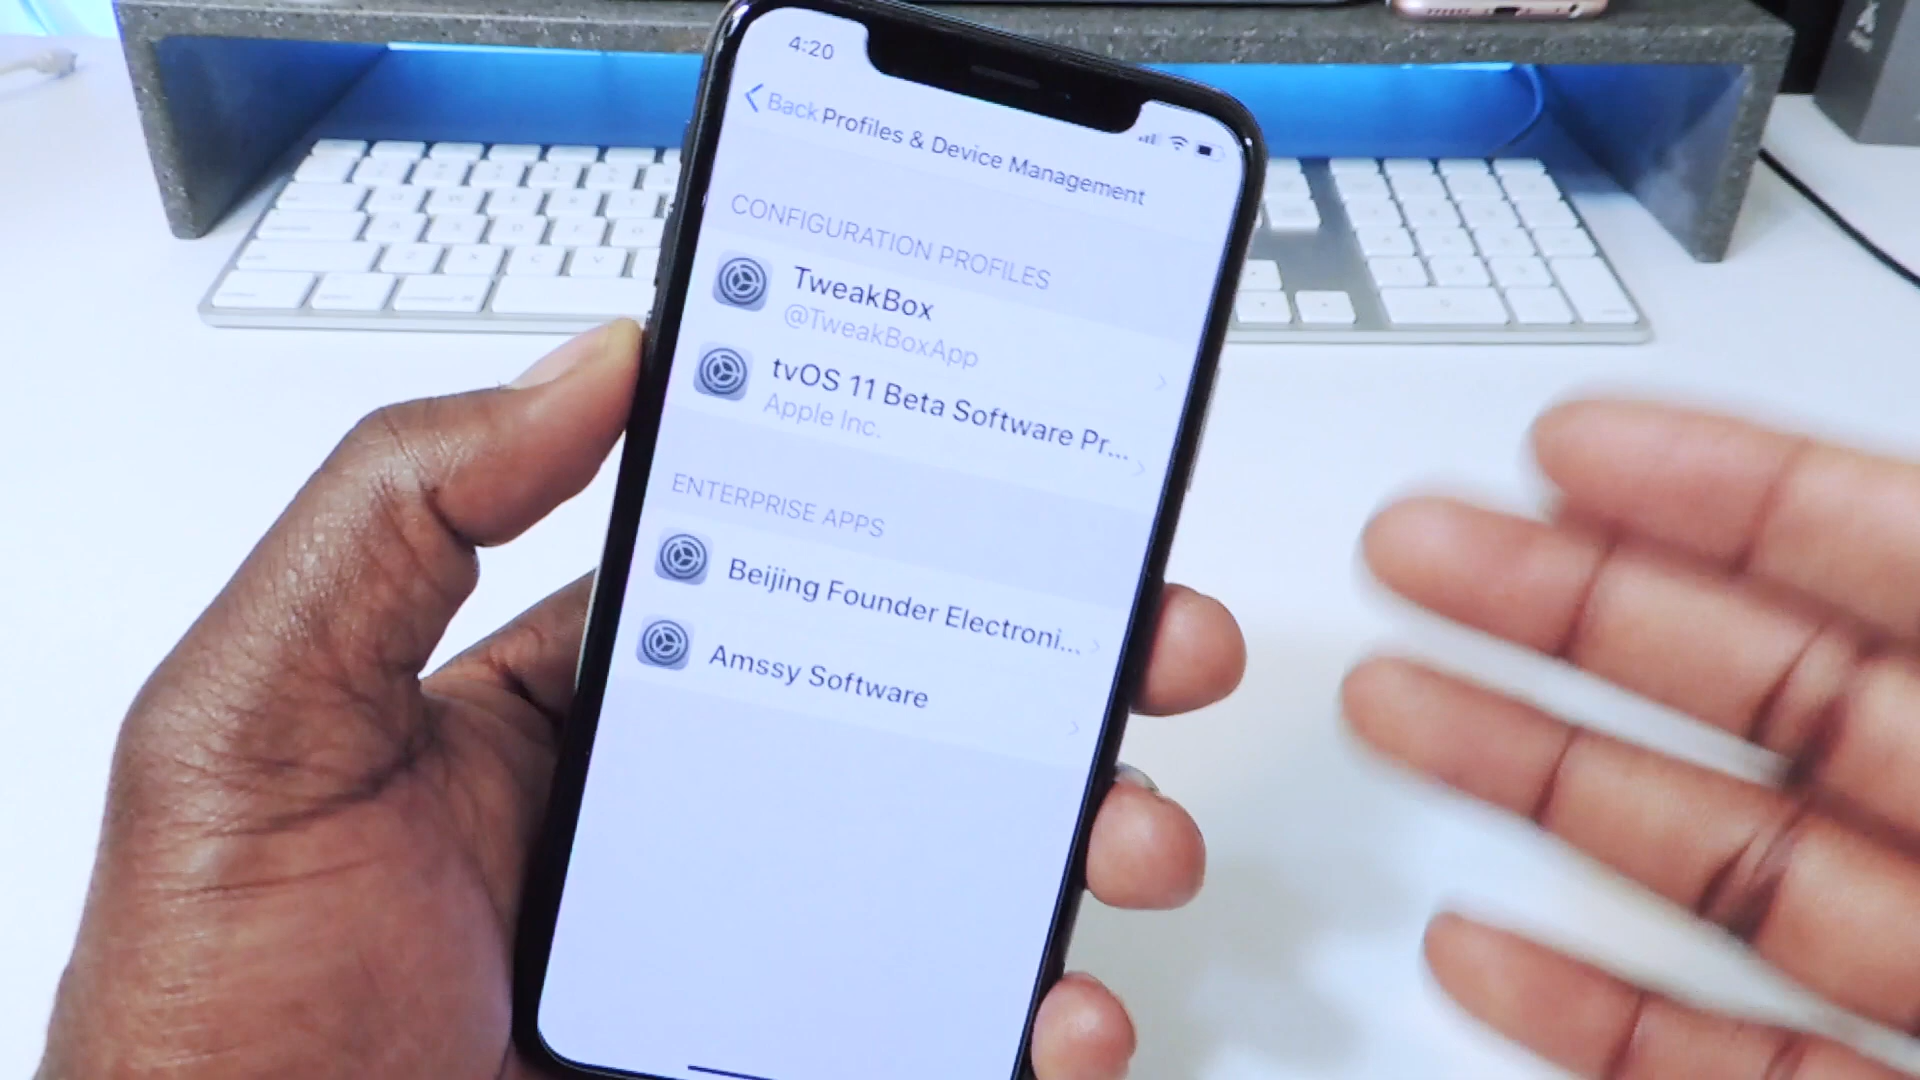 4:20
Back Profiles & Device Management
CONFIGURATION PROFILES
TweakBox
@TweakBoxApp
tvOS 11 Beta Software Pr...
Apple Inc.
ENTERPRISE APPS
Beijing Founder Electroni...
Amssy Software